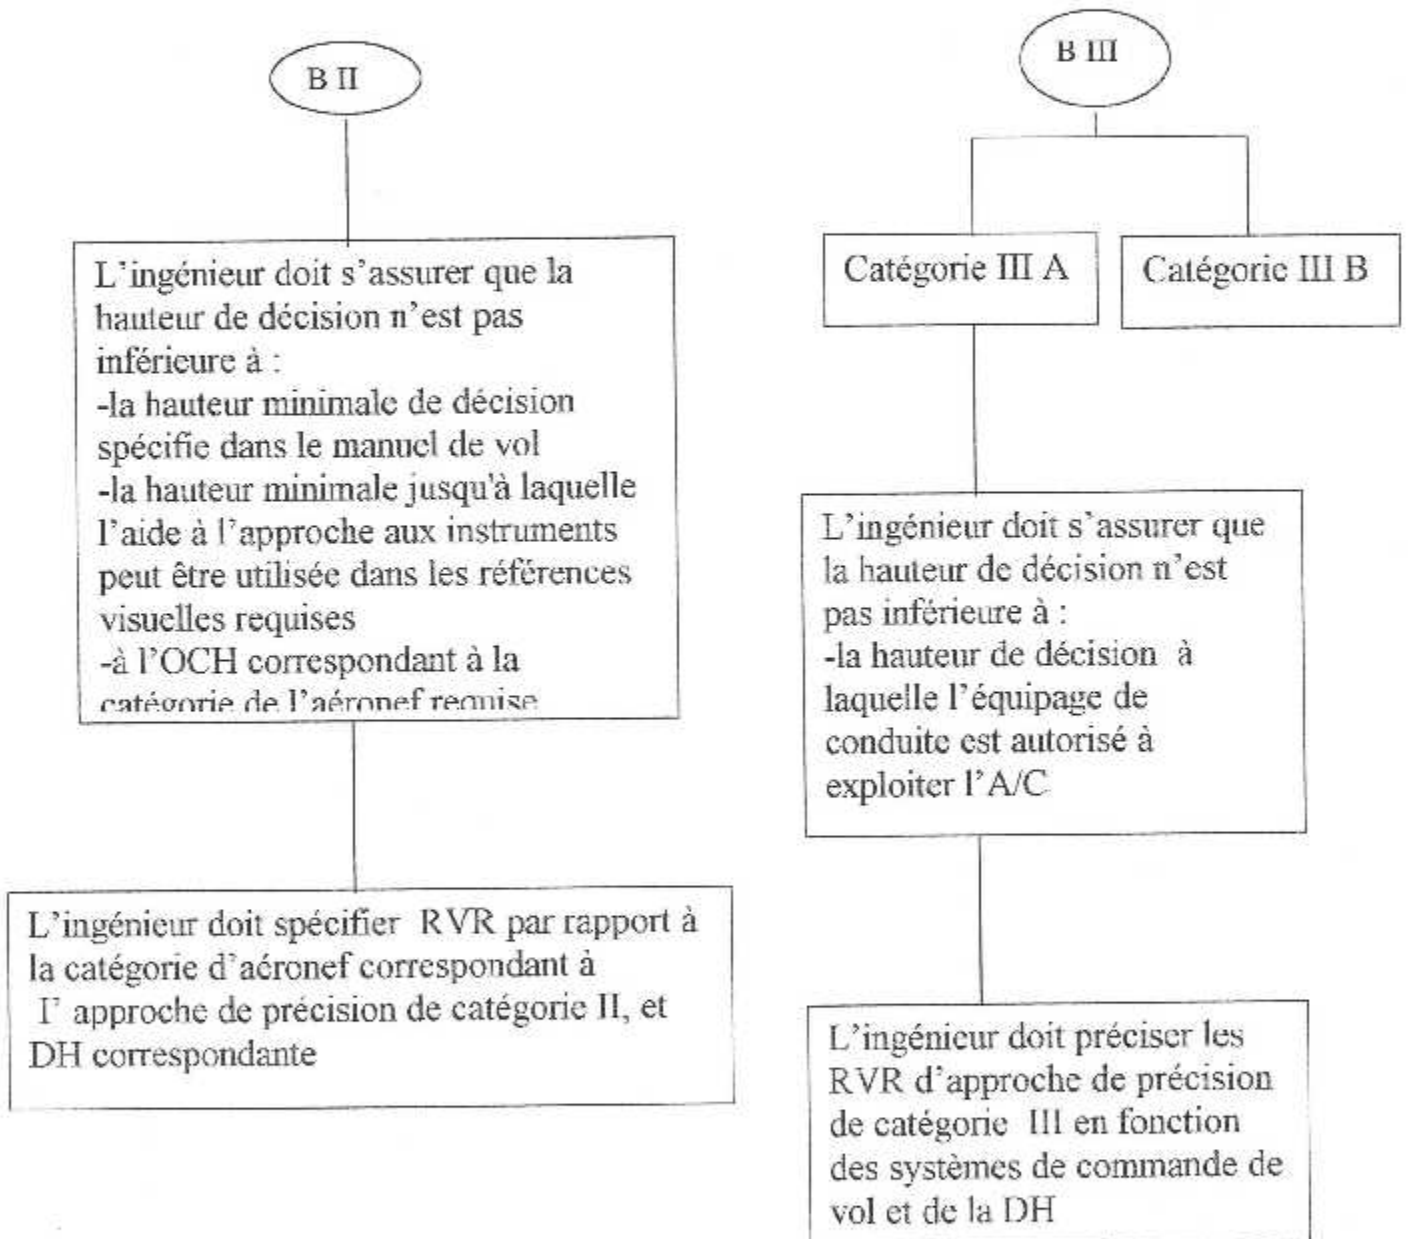 B II
L'ingénieur doit s'assurer que la
hauteur de décision n'est pas
inférieure à :
-la hauteur minimale de décision
spécifie dans le manuel de vol
-la hauteur minimale jusqu'à laquelle
l'aide à l'approche aux instruments
peut être utilisée dans les références
visuelles requises
-à l'OCH correspondant à la
catégorie de l'aéronef requise
L'ingénieur doit spécifier RVR par rapport à
la catégorie d'aéronef correspondant à
l' approche de précision de catégorie II, et
DH correspondante
B III
Catégorie III A
Catégorie III B
L'ingénieur doit s'assurer que
la hauteur de décision n'est
pas inférieure à :
-la hauteur de décision à
laquelle l'équipage de
conduite est autorisé à
exploiter l'A/C
L'ingénieur doit préciser les
RVR d'approche de précision
de catégorie III en fonction
des systèmes de commande de
vol et de la DH